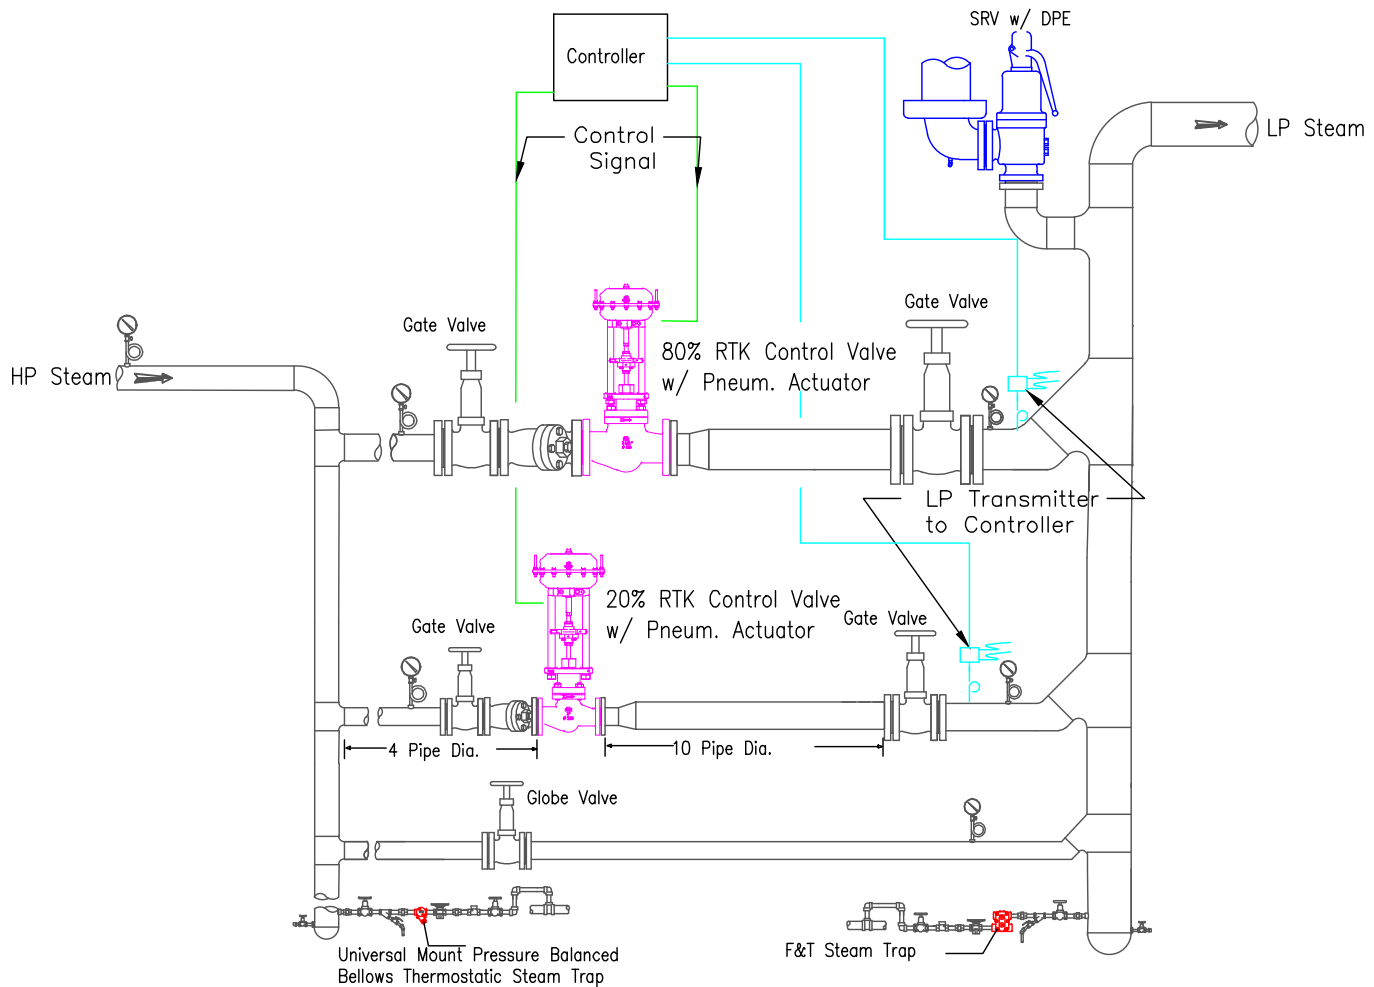 SRV w/ DPE
Controller
LP Steam
Control
Signal
Gate Valve
Gate Valve
80% RTK Control Valve
w/ Pneum. Actuator
HP Steam
LP Transmitter
to Controller
20% RTK Control Valve
w/ Pneum. Actuator
Gate Valve
Gate Valve
4 Pipe Dia.
10 Pipe Dia.
Globe Valve
Universal Mount Pressure Balanced
Bellows Thermostatic Steam Trap
F&T Steam Trap